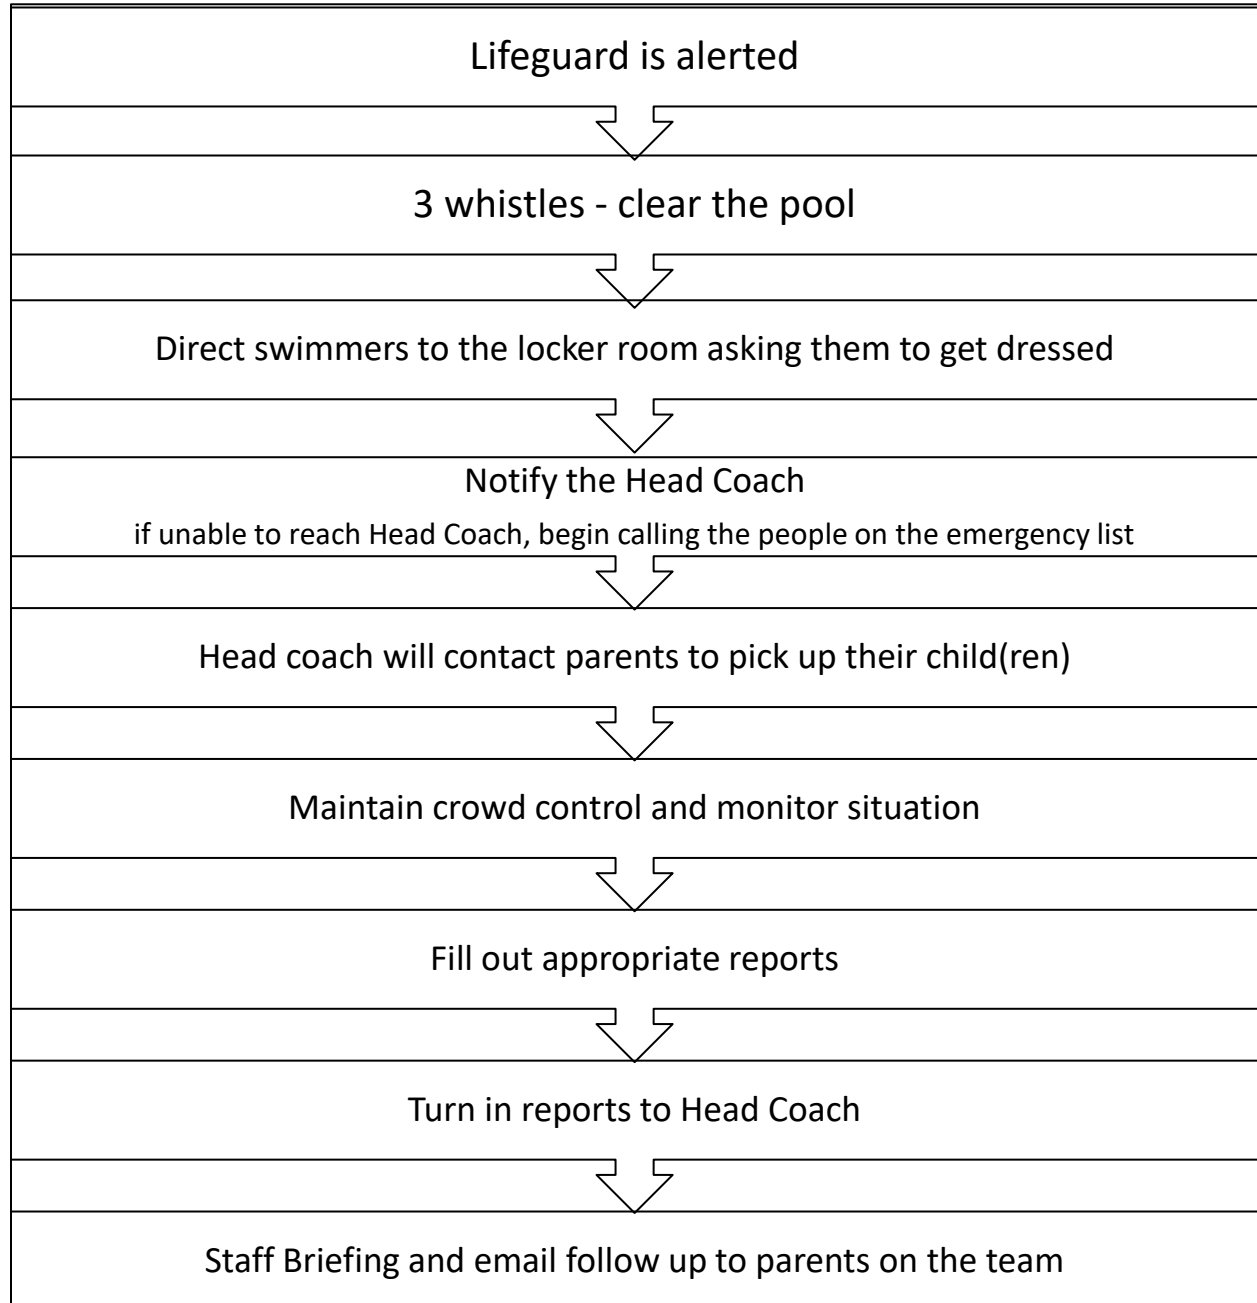 Lifeguard is alerted
3 whistles - clear the pool
Direct swimmers to the locker room asking them to get dressed
Notify the Head Coach
if unable to reach Head Coach, begin calling the people on the emergency list
Head coach will contact parents to pick up their child(ren)
Maintain crowd control and monitor situation
Fill out appropriate reports
Turn in reports to Head Coach
Staff Briefing and email follow up to parents on the team